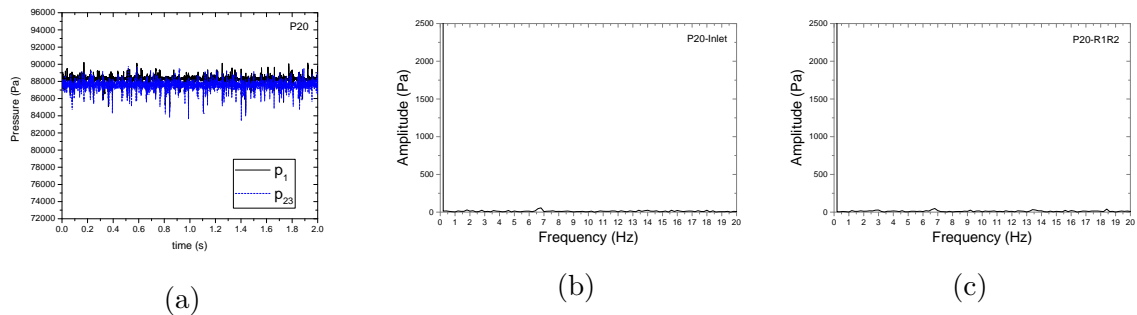 96000
94000
92000
90000
88000
86000
84000
82000
80000
78000
76000
74000
72000
Pressure (Pa)
P20
p1
p23
0.0 0.2 0.4 0.6 0.8 1.0 1.2 1.4 1.6 1.8 2.0
time (s)
(a)
2500
2000
1500
1000
500
0
Amplitude (Pa)
P20-Inlet
0 1 2 3 4 5 6 7 8 9 10 11 12 13 14 15 16 17 18 19 20
Frequency (Hz)
(b)
2500
2000
1500
1000
500
0
Amplitude (Pa)
P20-R1R2
0 1 2 3 4 5 6 7 8 9 10 11 12 13 14 15 16 17 18 19 20
Frequency (Hz)
(c)